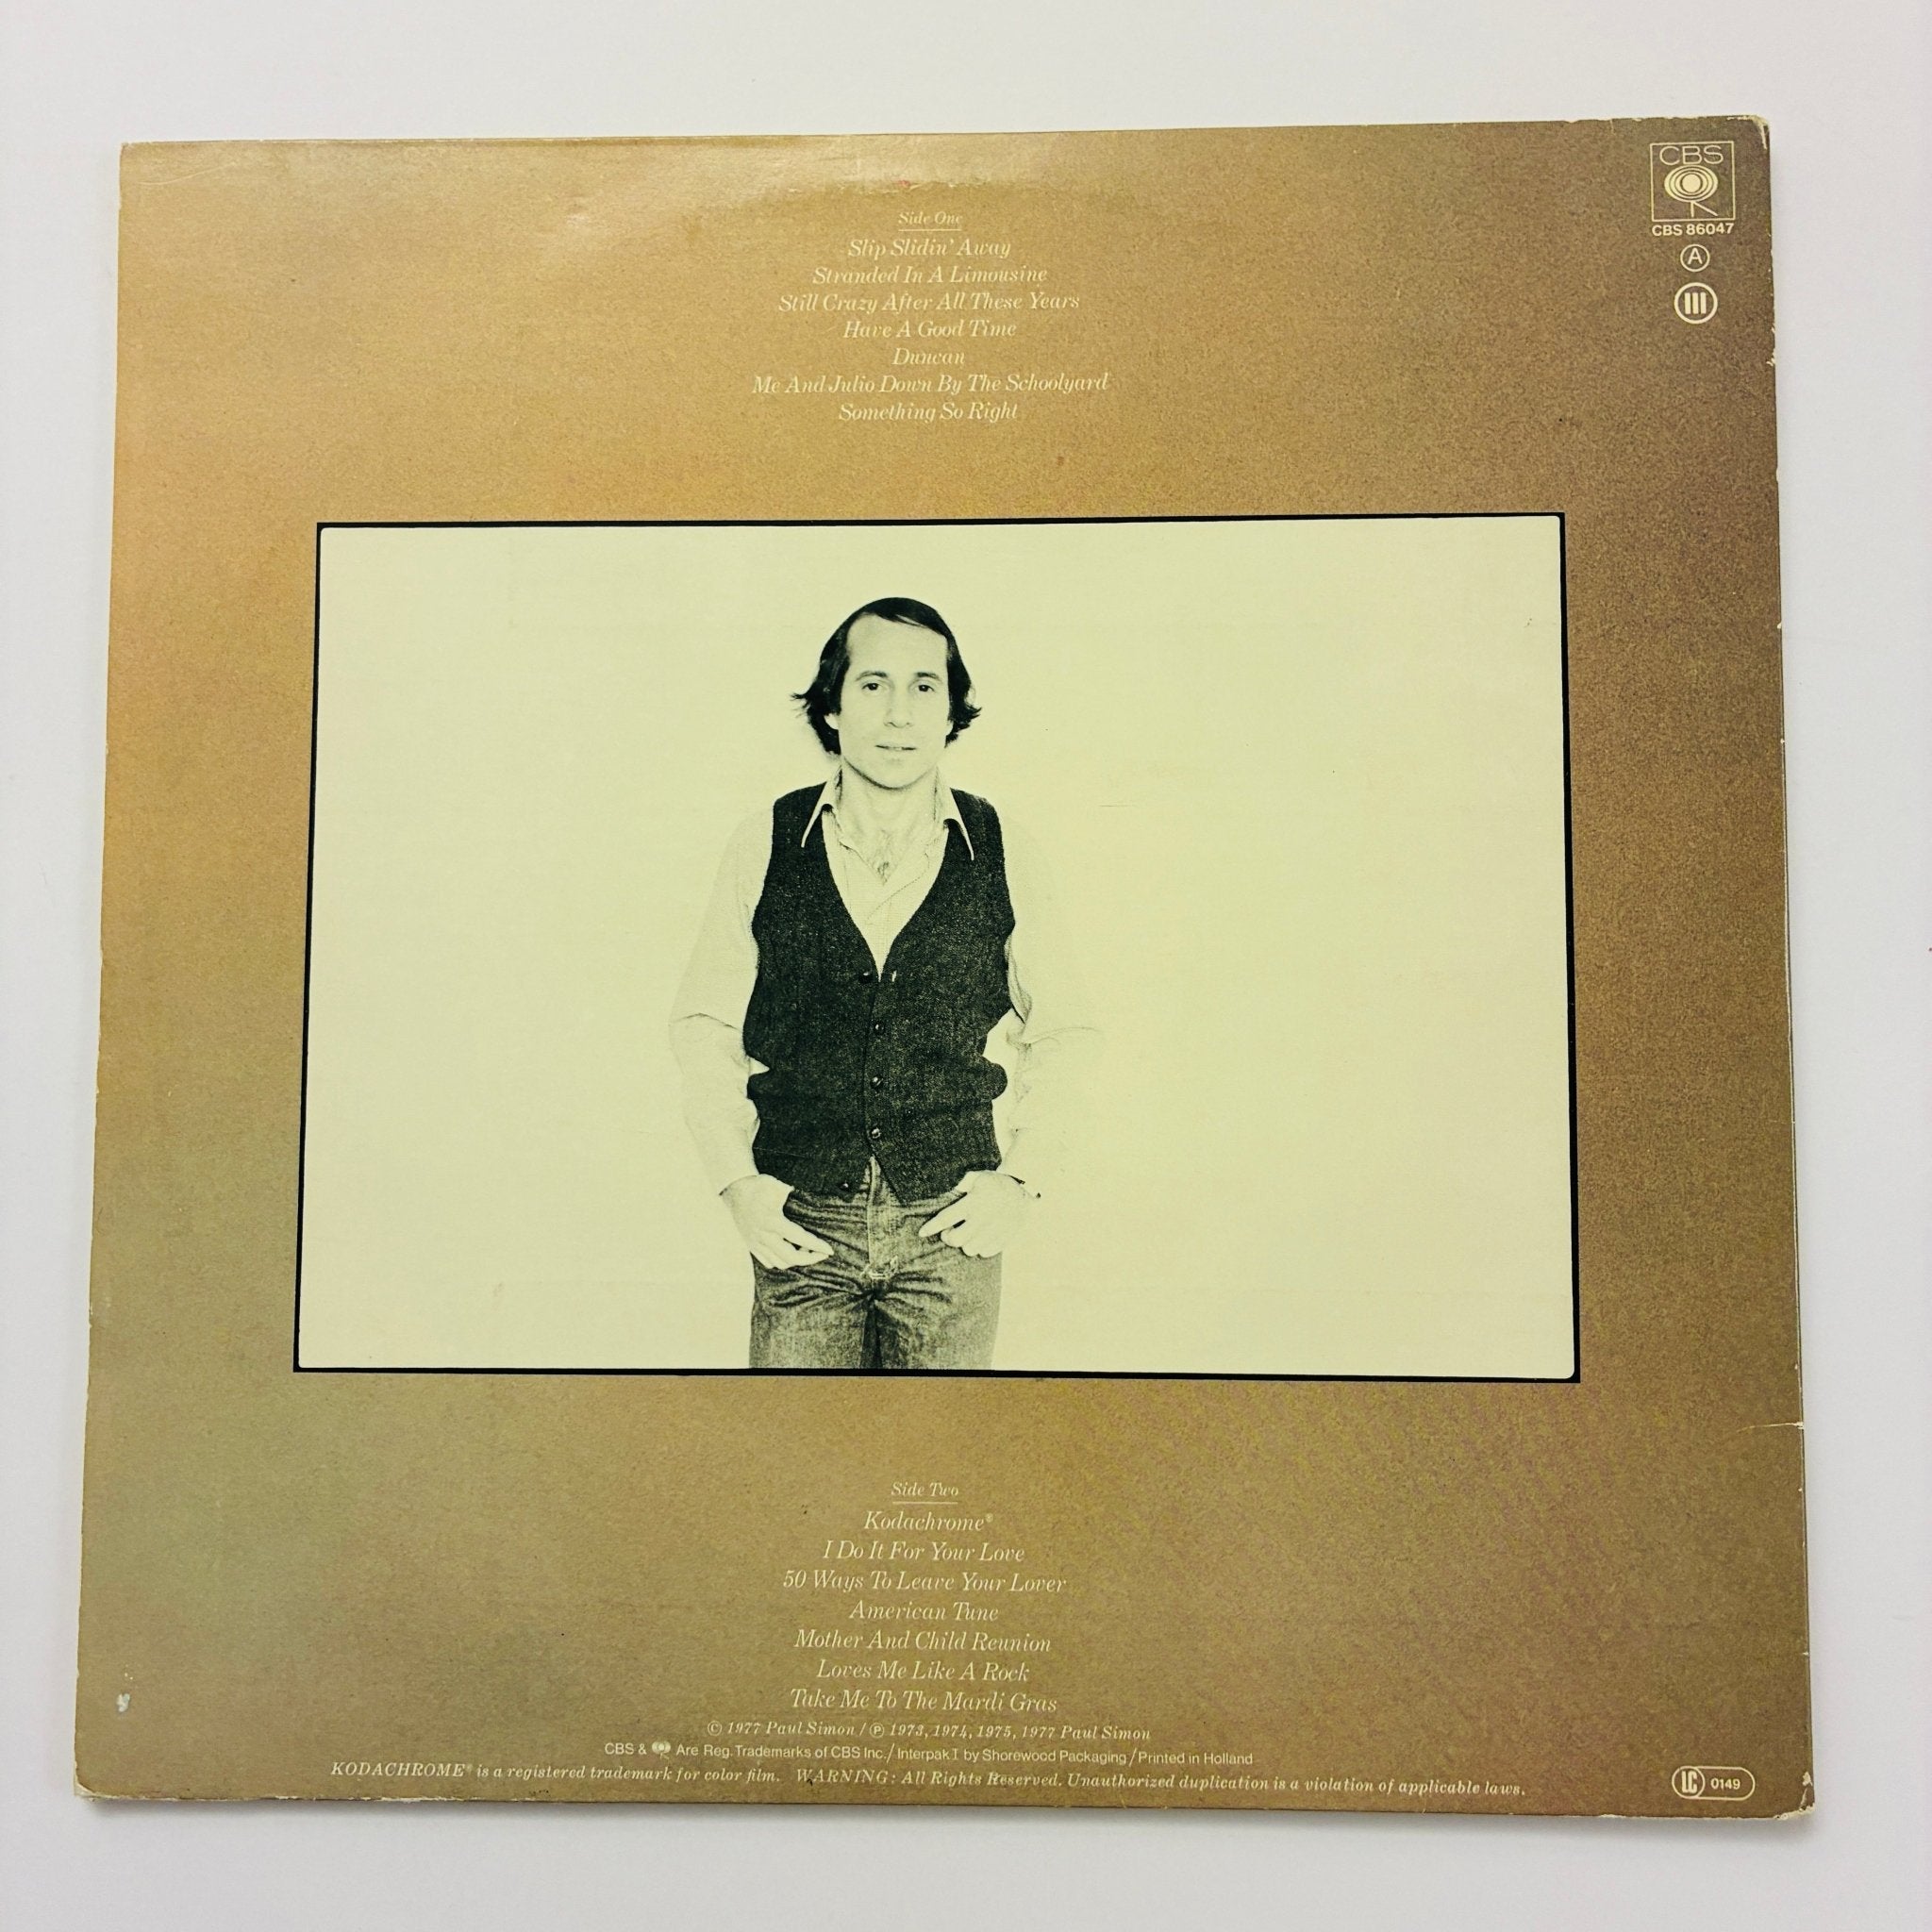 CBS
CBS 86047
A
III
Side One
Slip Slidin' Away
Stranded In A Limousine
Still Crazy After All These Years
Have A Good Time
Duncan
Me And Julio Down By The Schoolyard
Something So Right
Side Two
Kodachrome®
I Do It For Your Love
50 Ways To Leave Your Lover
American Tune
Mother And Child Reunion
Loves Me Like A Rock
Take Me To The Mardi Gras
© 1977 Paul Simon / ℗ 1973, 1974, 1975, 1977 Paul Simon
CBS & Are Reg. Trademarks of CBS Inc./ Interpak I by Shorewood Packaging / Printed in Holland
KODACHROME® is a registered trademark for color film. WARNING: All Rights Reserved. Unauthorized duplication is a violation of applicable laws.
LC 0149